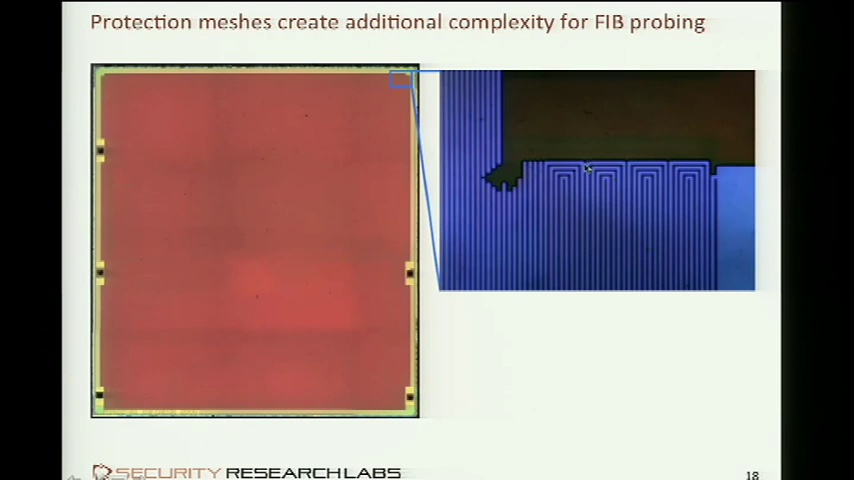 Protection meshes create additional complexity for FIB probing
SECURITY RESEARCH LABS
18